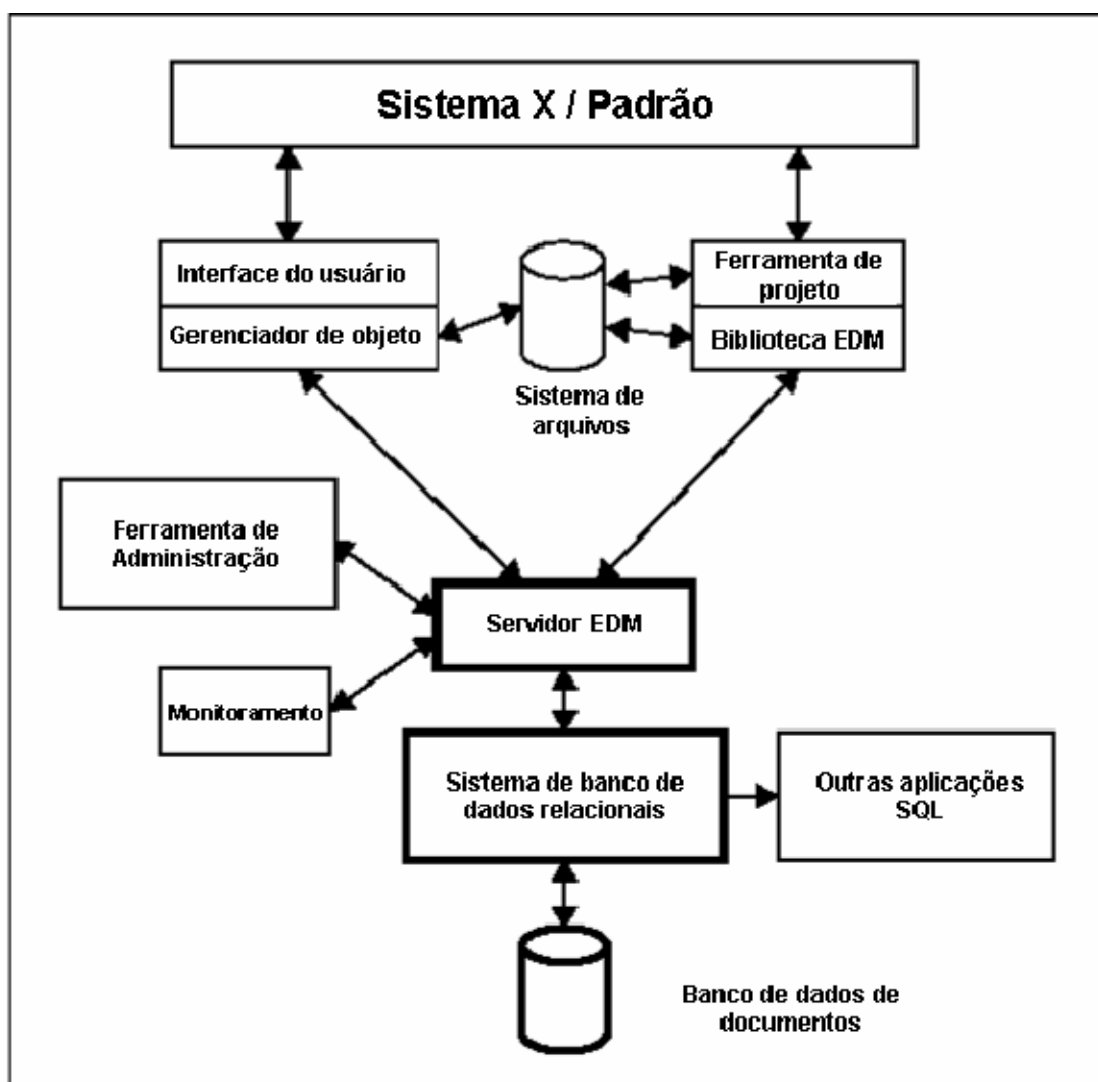 Sistema X / Padrão
Interface do usuário
Gerenciador de objeto
Ferramenta de
projeto
Biblioteca EDM
Sistema de
arquivos
Ferramenta de
Administração
Servidor EDM
Monitoramento
Sistema de banco de
dados relacionais
Outras aplicações
SQL
Banco de dados de
documentos